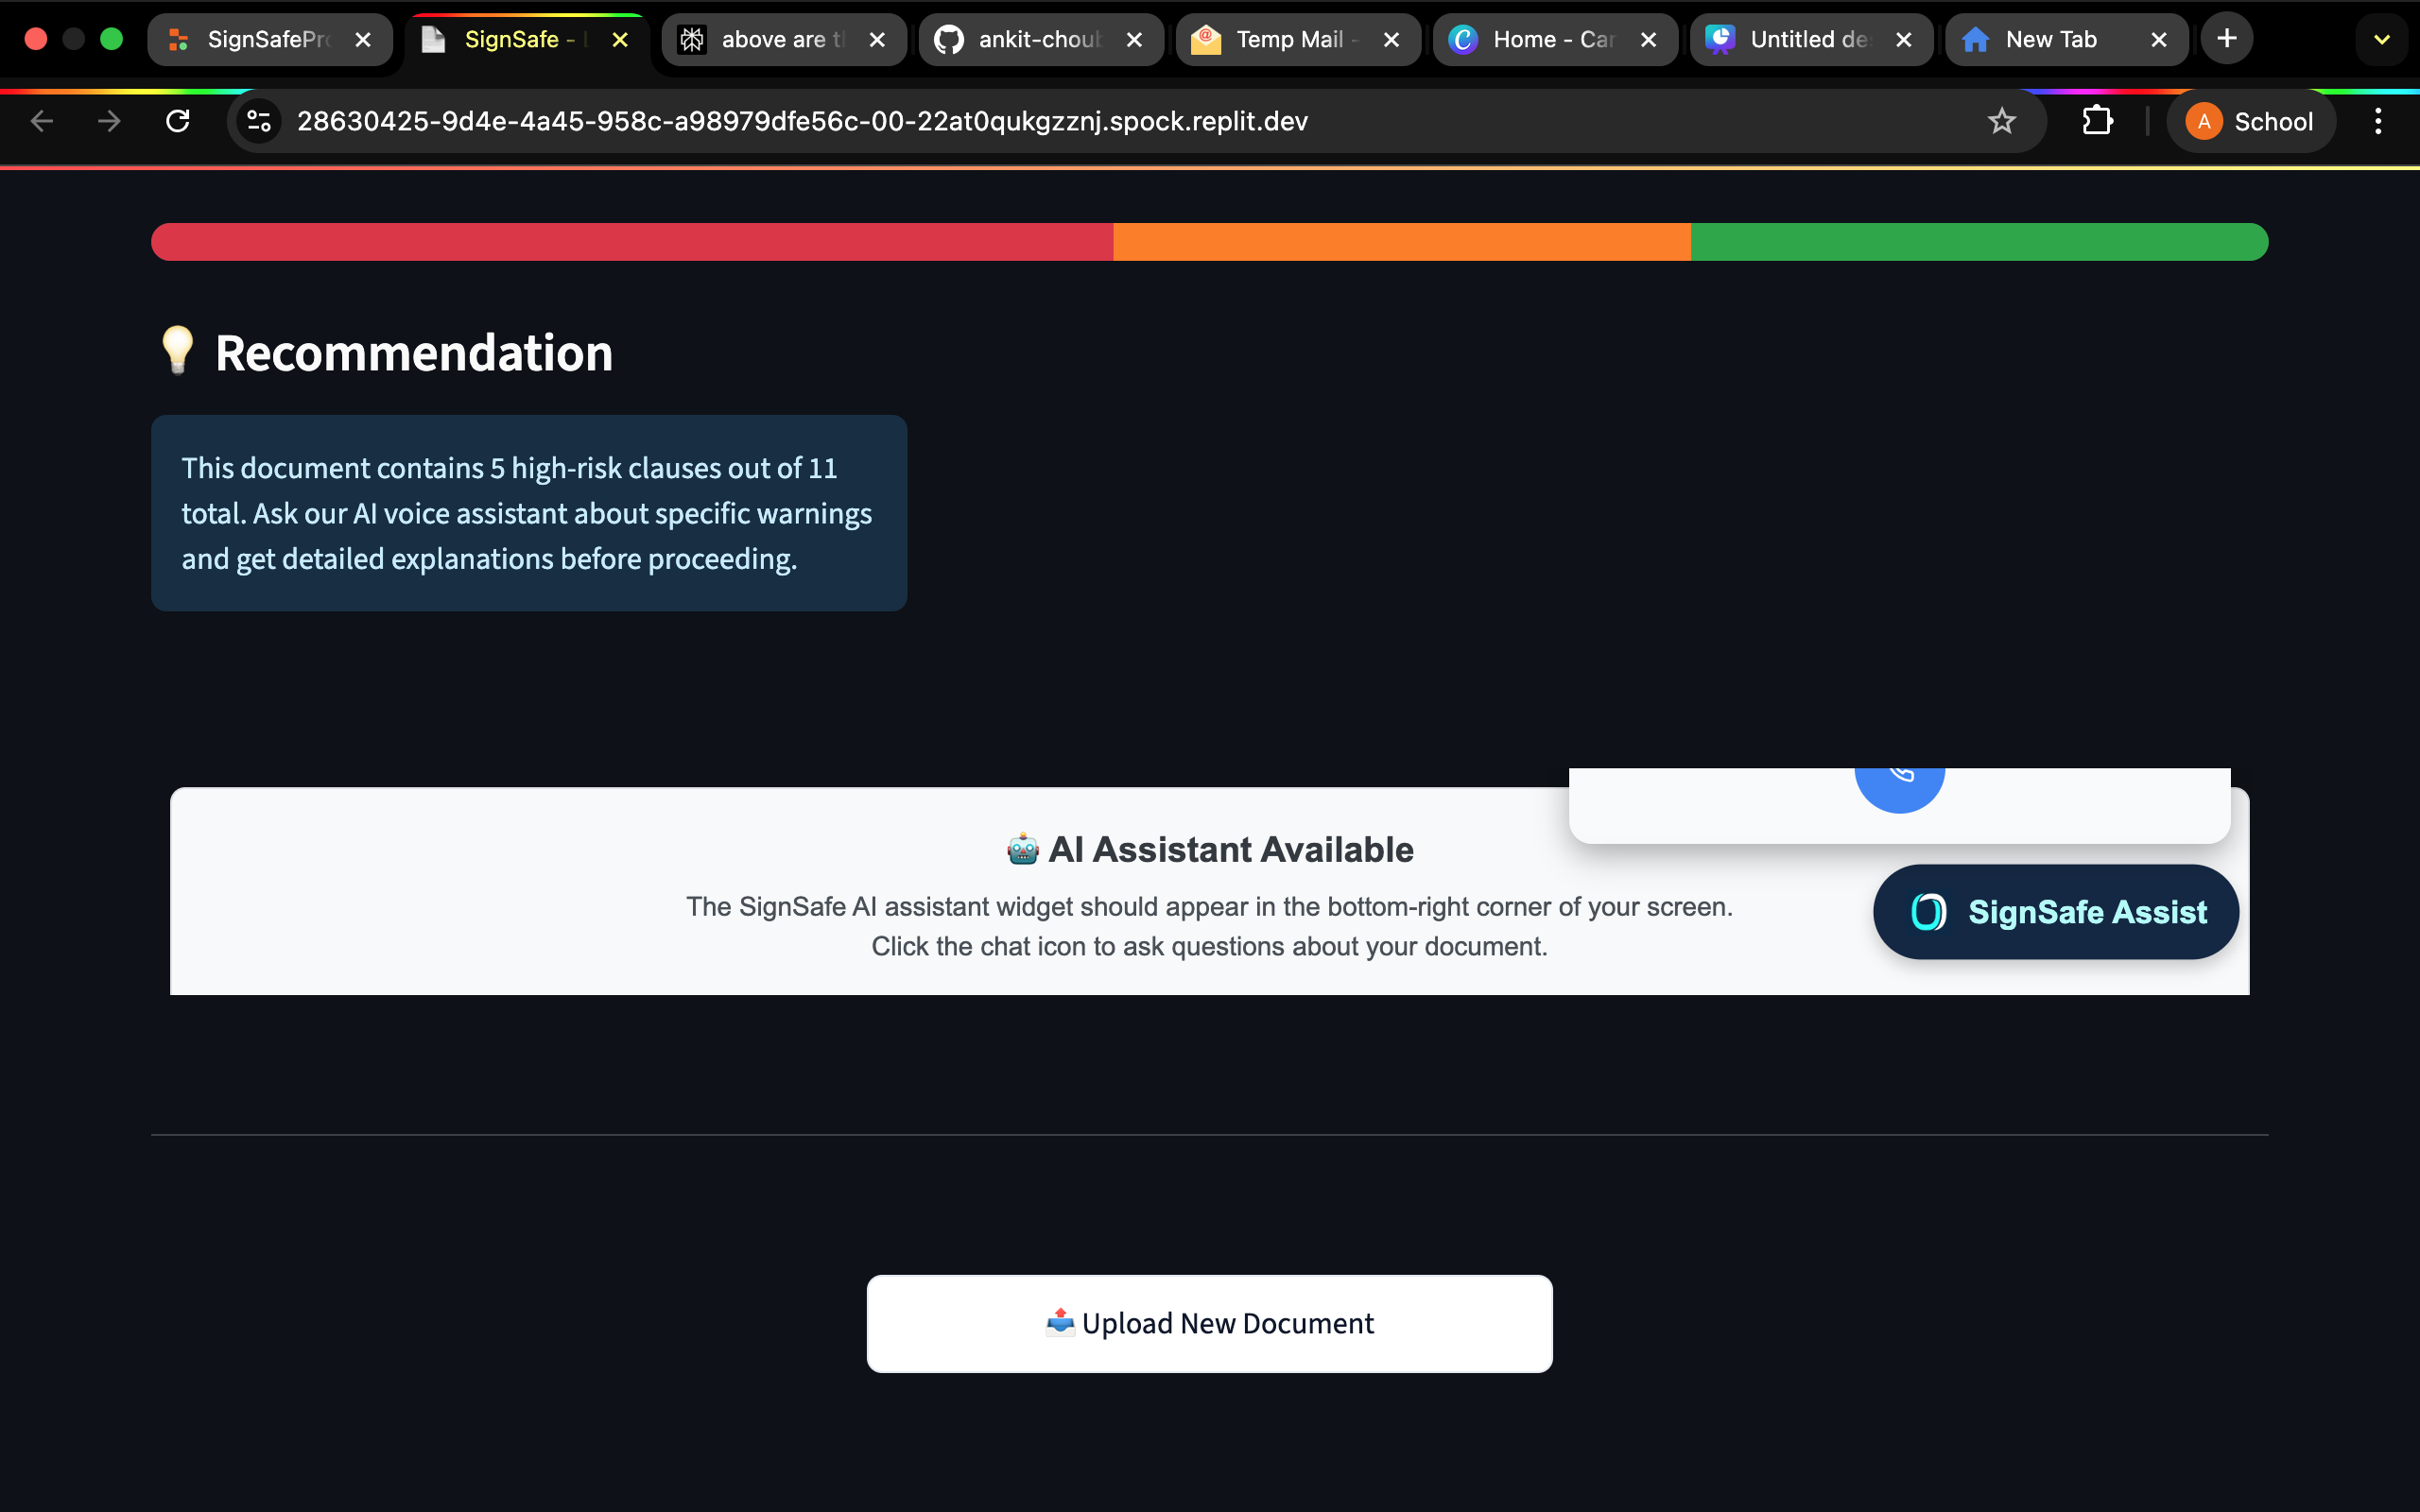 SignSafePr
SignSafe -
above are t
ankit-chou
Temp Mail -
Home - Car
Untitled de
New Tab
28630425-9d4e-4a45-958c-a98979dfe56c-00-22at0qukgzznj.spock.replit.dev
A School
💡 Recommendation
This document contains 5 high-risk clauses out of 11
total. Ask our AI voice assistant about specific warnings
and get detailed explanations before proceeding.
🤖 AI Assistant Available
The SignSafe AI assistant widget should appear in the bottom-right corner of your screen.
Click the chat icon to ask questions about your document.
SignSafe Assist
📤 Upload New Document